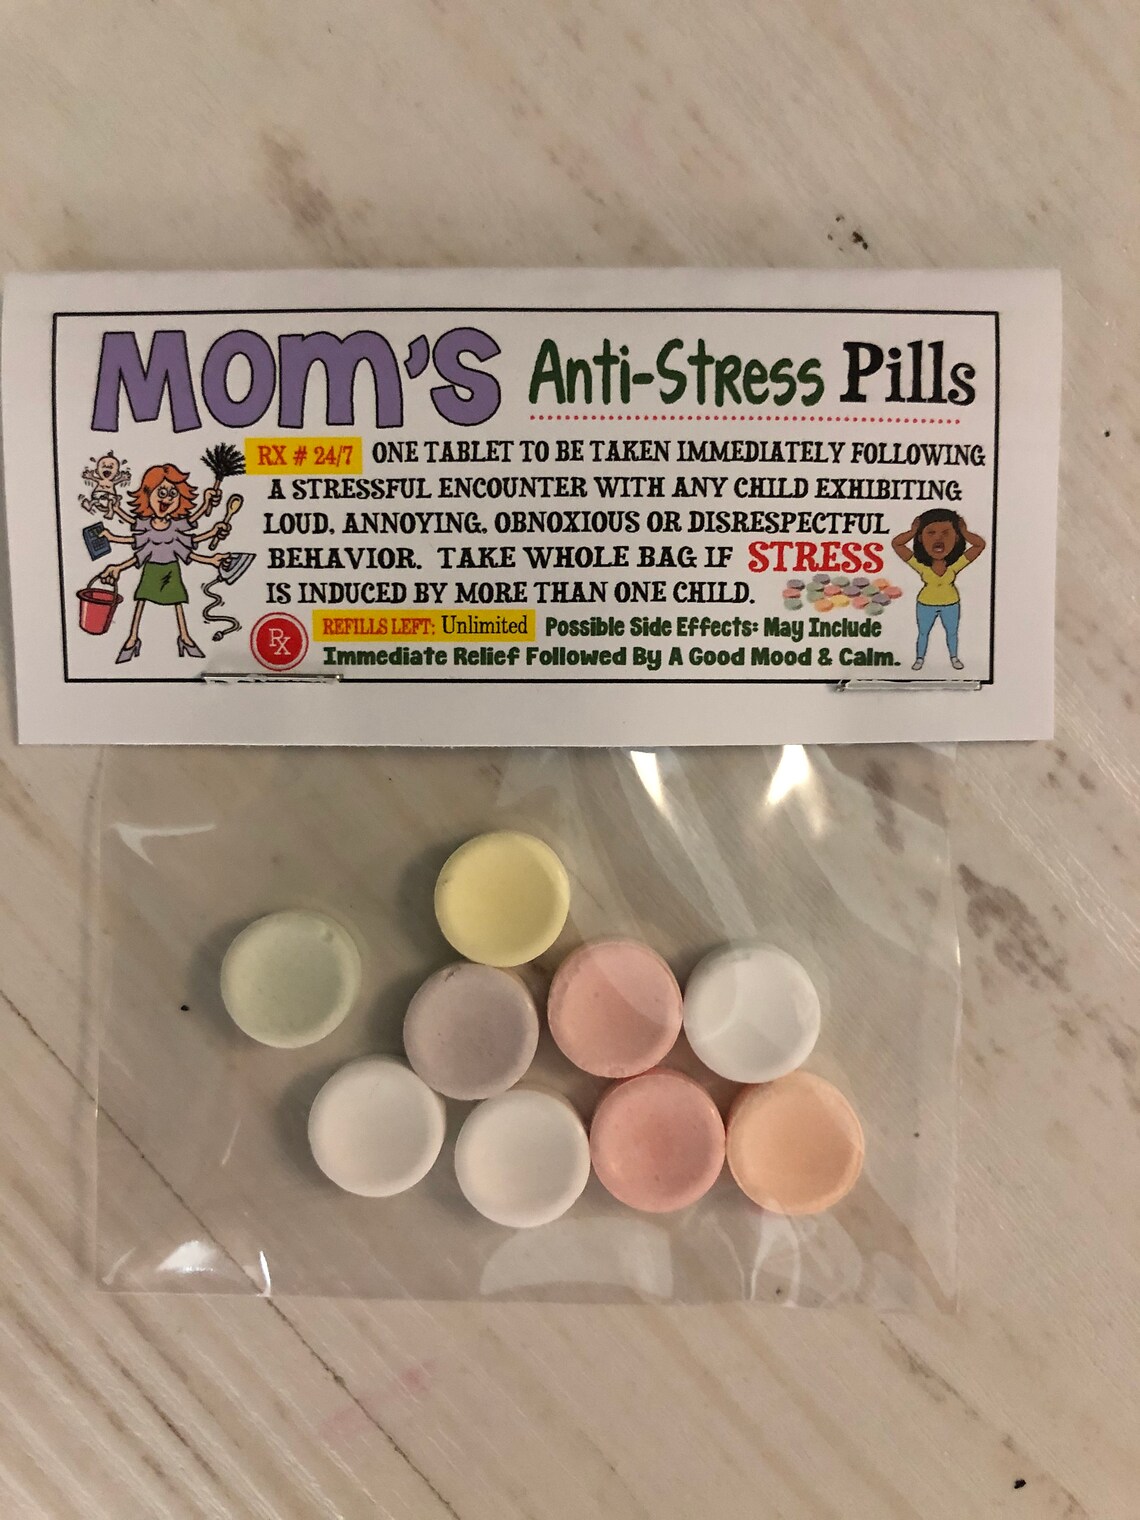 Mom's Anti-Stress Pills
RX # 24/7 ONE TABLET TO BE TAKEN IMMEDIATELY FOLLOWING
A STRESSFUL ENCOUNTER WITH ANY CHILD EXHIBITING
LOUD, ANNOYING, OBNOXIOUS OR DISRESPECTFUL
BEHAVIOR. TAKE WHOLE BAG IF STRESS
IS INDUCED BY MORE THAN ONE CHILD.
RX REFILLS LEFT: Unlimited Possible Side Effects: May Include
Immediate Relief Followed By A Good Mood & Calm.